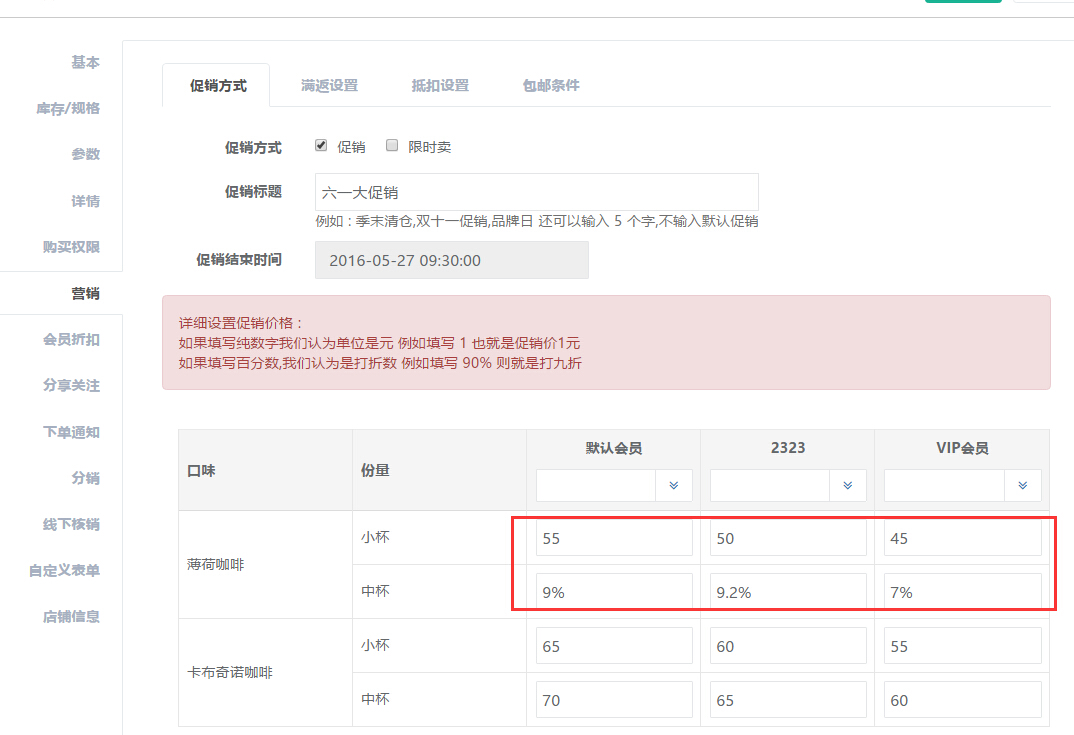 基本
库存/规格
参数
详情
购买权限
营销
会员折扣
分享关注
下单通知
分销
线下核销
自定义表单
店铺信息
促销方式 满返设置 抵扣设置 包邮条件
促销方式 促销 限时卖
促销标题 六一大促销
例如：季末清仓,双十一促销,品牌日 还可以输入 5 个字,不输入默认促销
促销结束时间 2016-05-27 09:30:00
详细设置促销价格：
如果填写纯数字我们认为单位是元 例如填写 1 也就是促销价1元
如果填写百分数,我们认为是打折数 例如填写 90% 则就是打九折
口味 份量 默认会员 2323 VIP会员
薄荷咖啡 小杯 55 50 45
中杯 9% 9.2% 7%
卡布奇诺咖啡 小杯 65 60 55
中杯 70 65 60